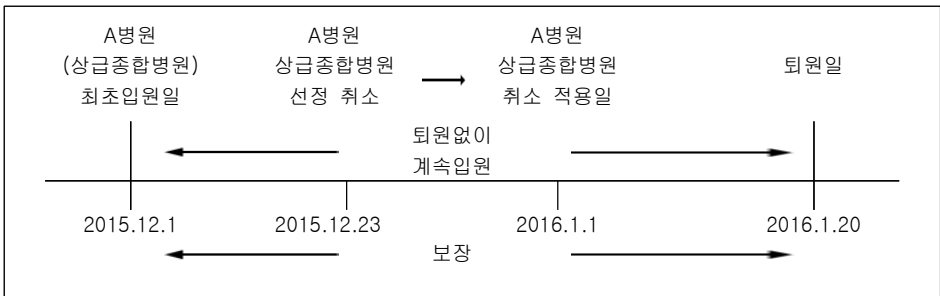 A병원
(상급종합병원)
최초입원일
A병원
상급종합병원
선정 취소
A병원
상급종합병원
취소 적용일
퇴원일
퇴원없이
계속입원
2015.12.1
2015.12.23
2016.1.1
2016.1.20
보장